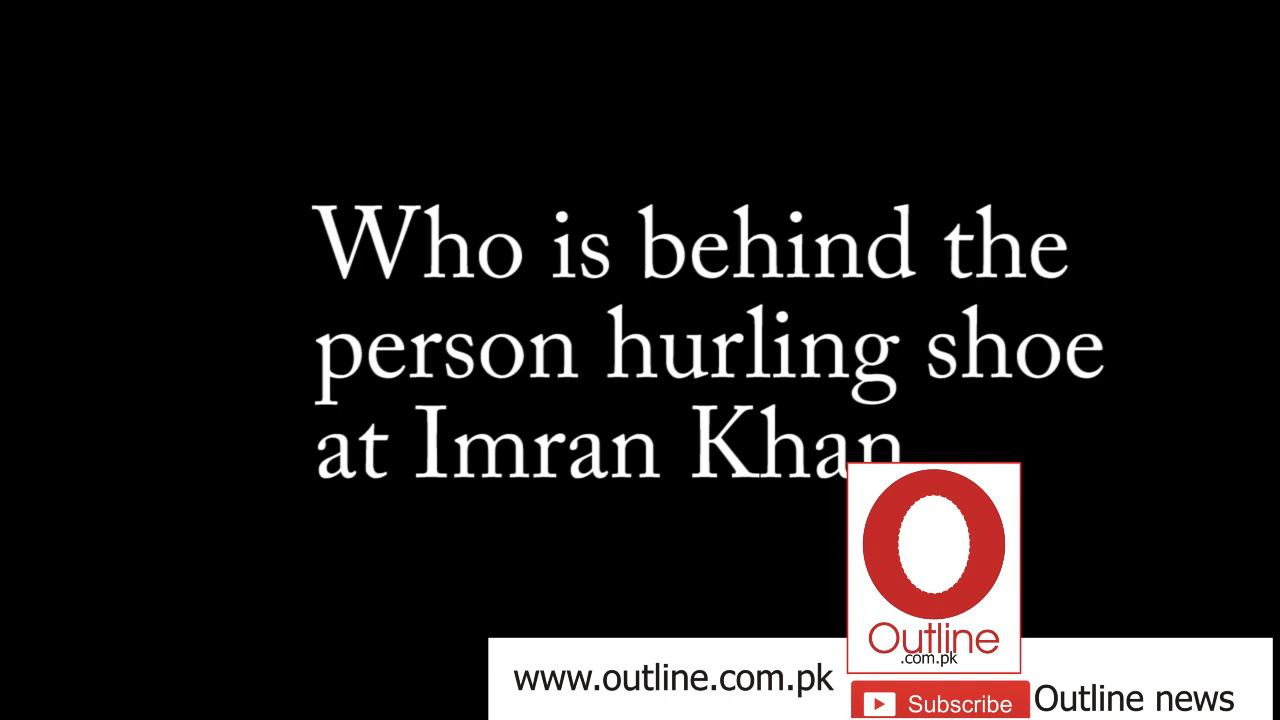 Who is behind the
person hurling shoe
at Imran Khan
Outline
.com.pk
www.outline.com.pk
Subscribe
Outline news